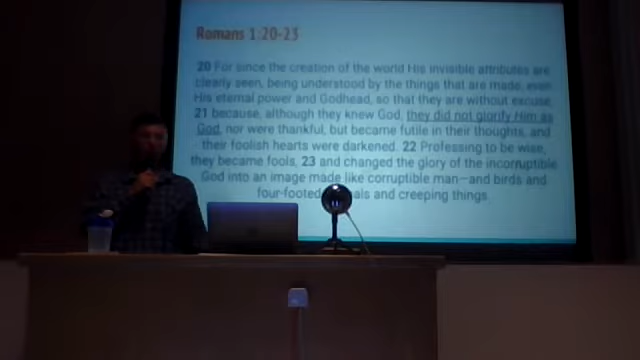 Romans 1:20-23
20 For since the creation of the world His invisible attributes are
clearly seen, being understood by the things that are made, even
His eternal power and Godhead, so that they are without excuse,
21 because, although they knew God, they did not glorify Him as
God, nor were thankful, but became futile in their thoughts, and
their foolish hearts were darkened. 22 Professing to be wise,
they became fools, 23 and changed the glory of the incorruptible
God into an image made like corruptible man—and birds and
four-footed als and creeping things.